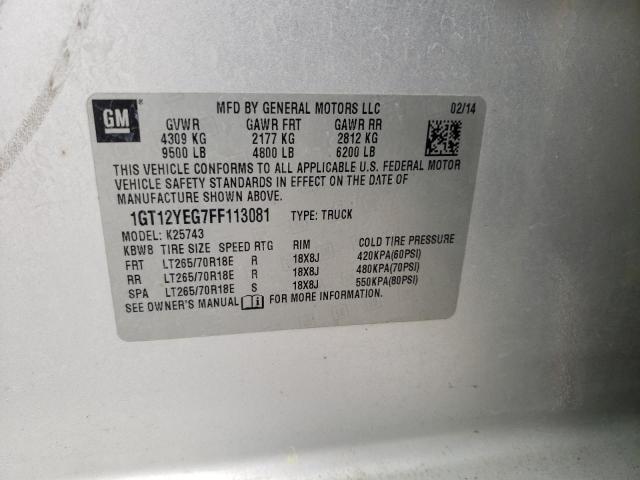 GM ® MFD BY GENERAL MOTORS LLC 02/14
GVWR GAWR FRT GAWR RR
4309 KG 2177 KG 2812 KG
9500 LB 4800 LB 6200 LB
THIS VEHICLE CONFORMS TO ALL APPLICABLE U.S. FEDERAL MOTOR
VEHICLE SAFETY STANDARDS IN EFFECT ON THE DATE OF
MANUFACTURE SHOWN ABOVE.
1GT12YEG7FF113081 TYPE: TRUCK
MODEL: K25743
KBW8 TIRE SIZE SPEED RTG RIM COLD TIRE PRESSURE
FRT LT265/70R18E R 18X8J 420KPA(60PSI)
RR LT265/70R18E R 18X8J 480KPA(70PSI)
SPA LT265/70R18E S 18X8J 550KPA(80PSI)
SEE OWNER'S MANUAL FOR MORE INFORMATION.